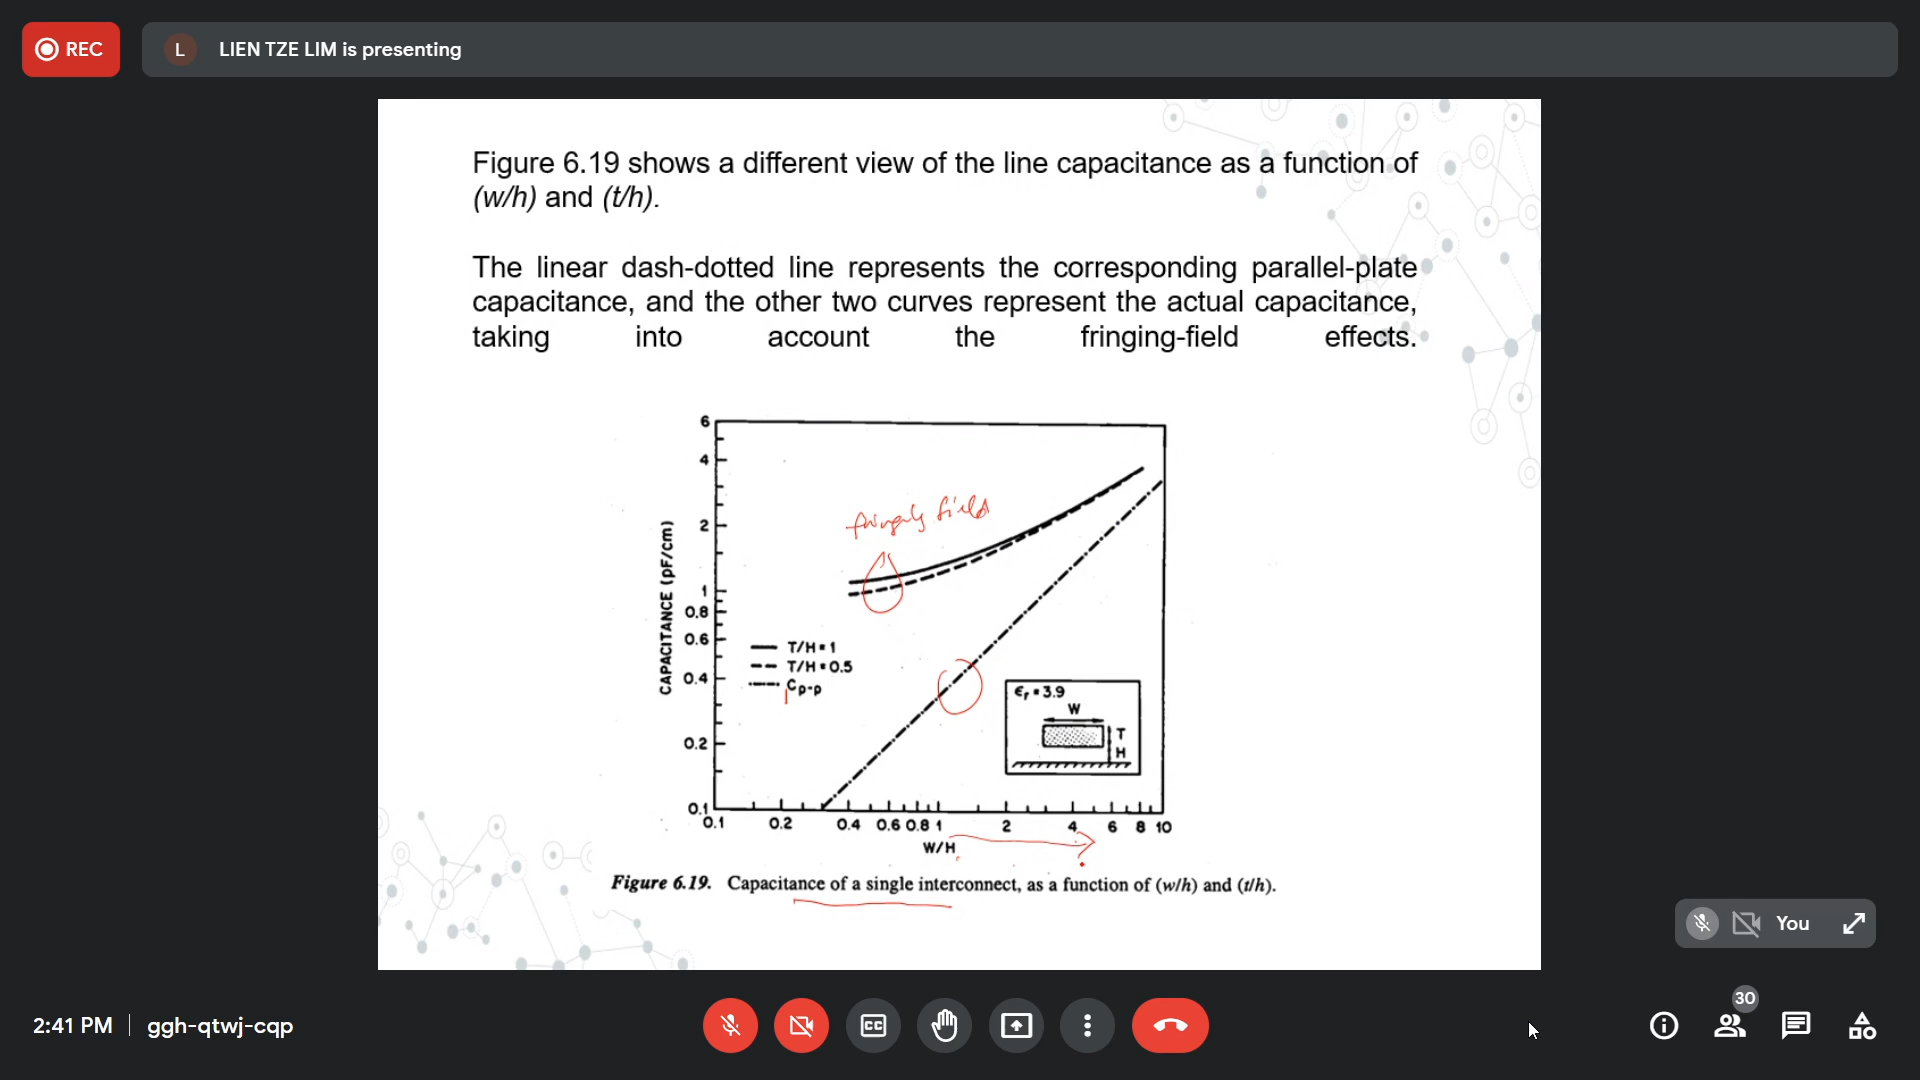 REC
L
LIEN TZE LIM is presenting
Figure 6.19 shows a different view of the line capacitance as a function of
(w/h) and (t/h).
The linear dash-dotted line represents the corresponding parallel-plate
capacitance, and the other two curves represent the actual capacitance,
taking into account the fringing-field effects.
6
4
2
1
0.8
0.6
0.4
0.2
0.1
CAPACITANCE (pF/cm)
field
T/H=1
T/H=0.5
Cp-p
εr=3.9
W
T
H
0.1 0.2 0.4 0.6 0.8 1 2 4 6 8 10
W/H
Figure 6.19. Capacitance of a single interconnect, as a function of (w/h) and (t/h).
You
2:41 PM | ggh-qtwj-cqp
CC
30